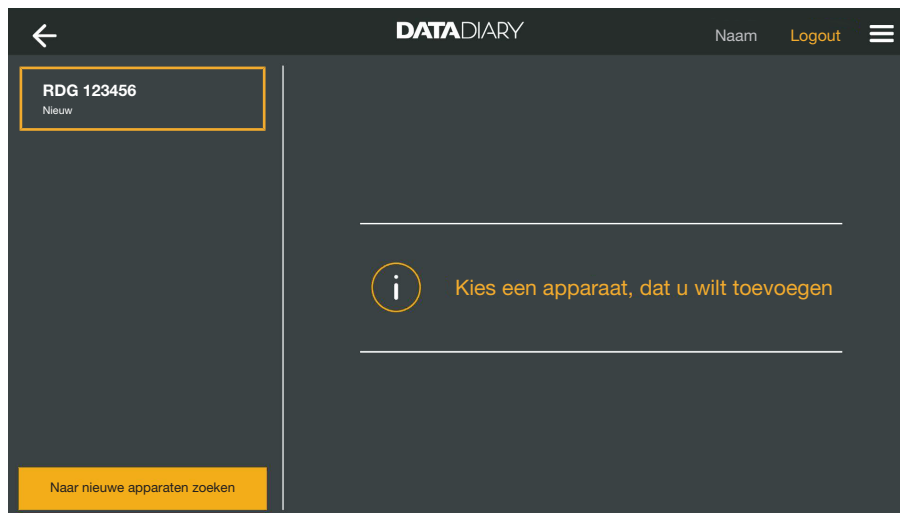 DATADIARY
Naam Logout
RDG 123456
Nieuw
Kies een apparaat, dat u wilt toevoegen
Naar nieuwe apparaten zoeken